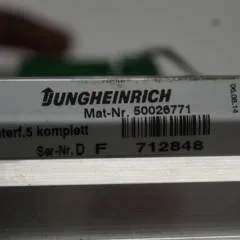 JUNGHEINRICH
Mat-Nr. 50026771
nterf.5 komplett
Ser-Nr. D F 712848
06.08.14